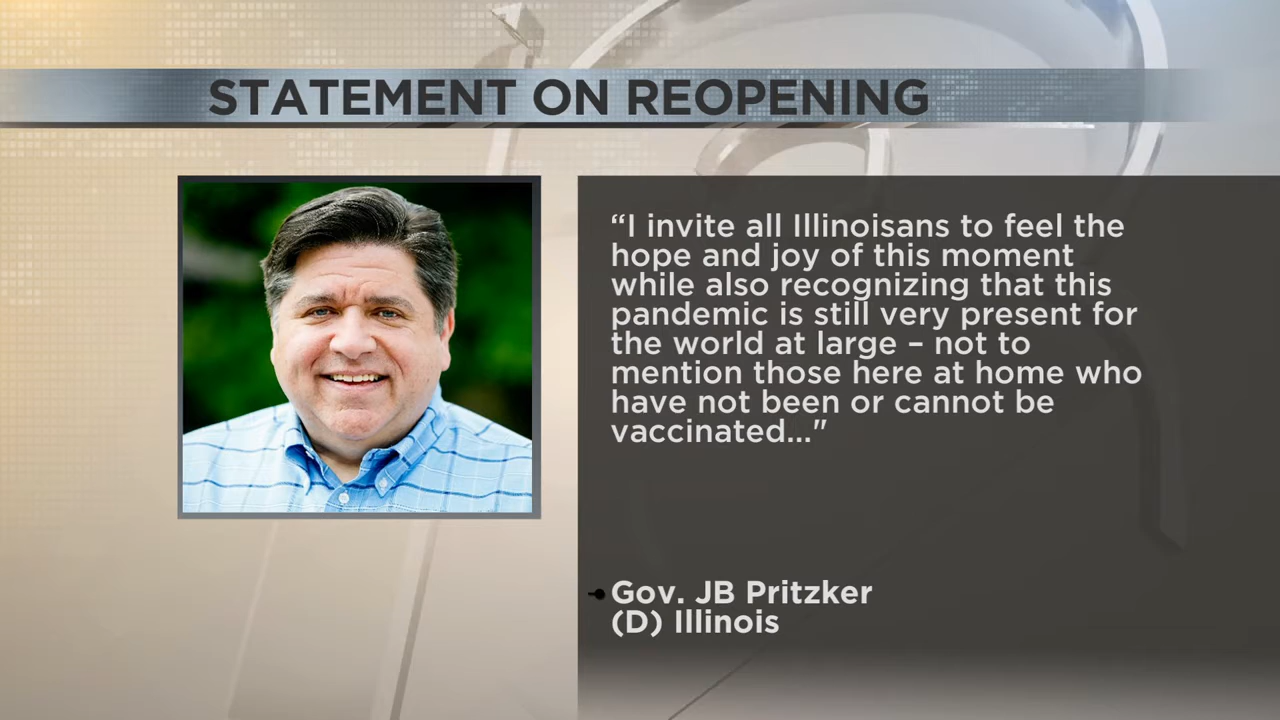 STATEMENT ON REOPENING
“I invite all Illinoisans to feel the
hope and joy of this moment
while also recognizing that this
pandemic is still very present for
the world at large – not to
mention those here at home who
have not been or cannot be
vaccinated..."
Gov. JB Pritzker
(D) Illinois